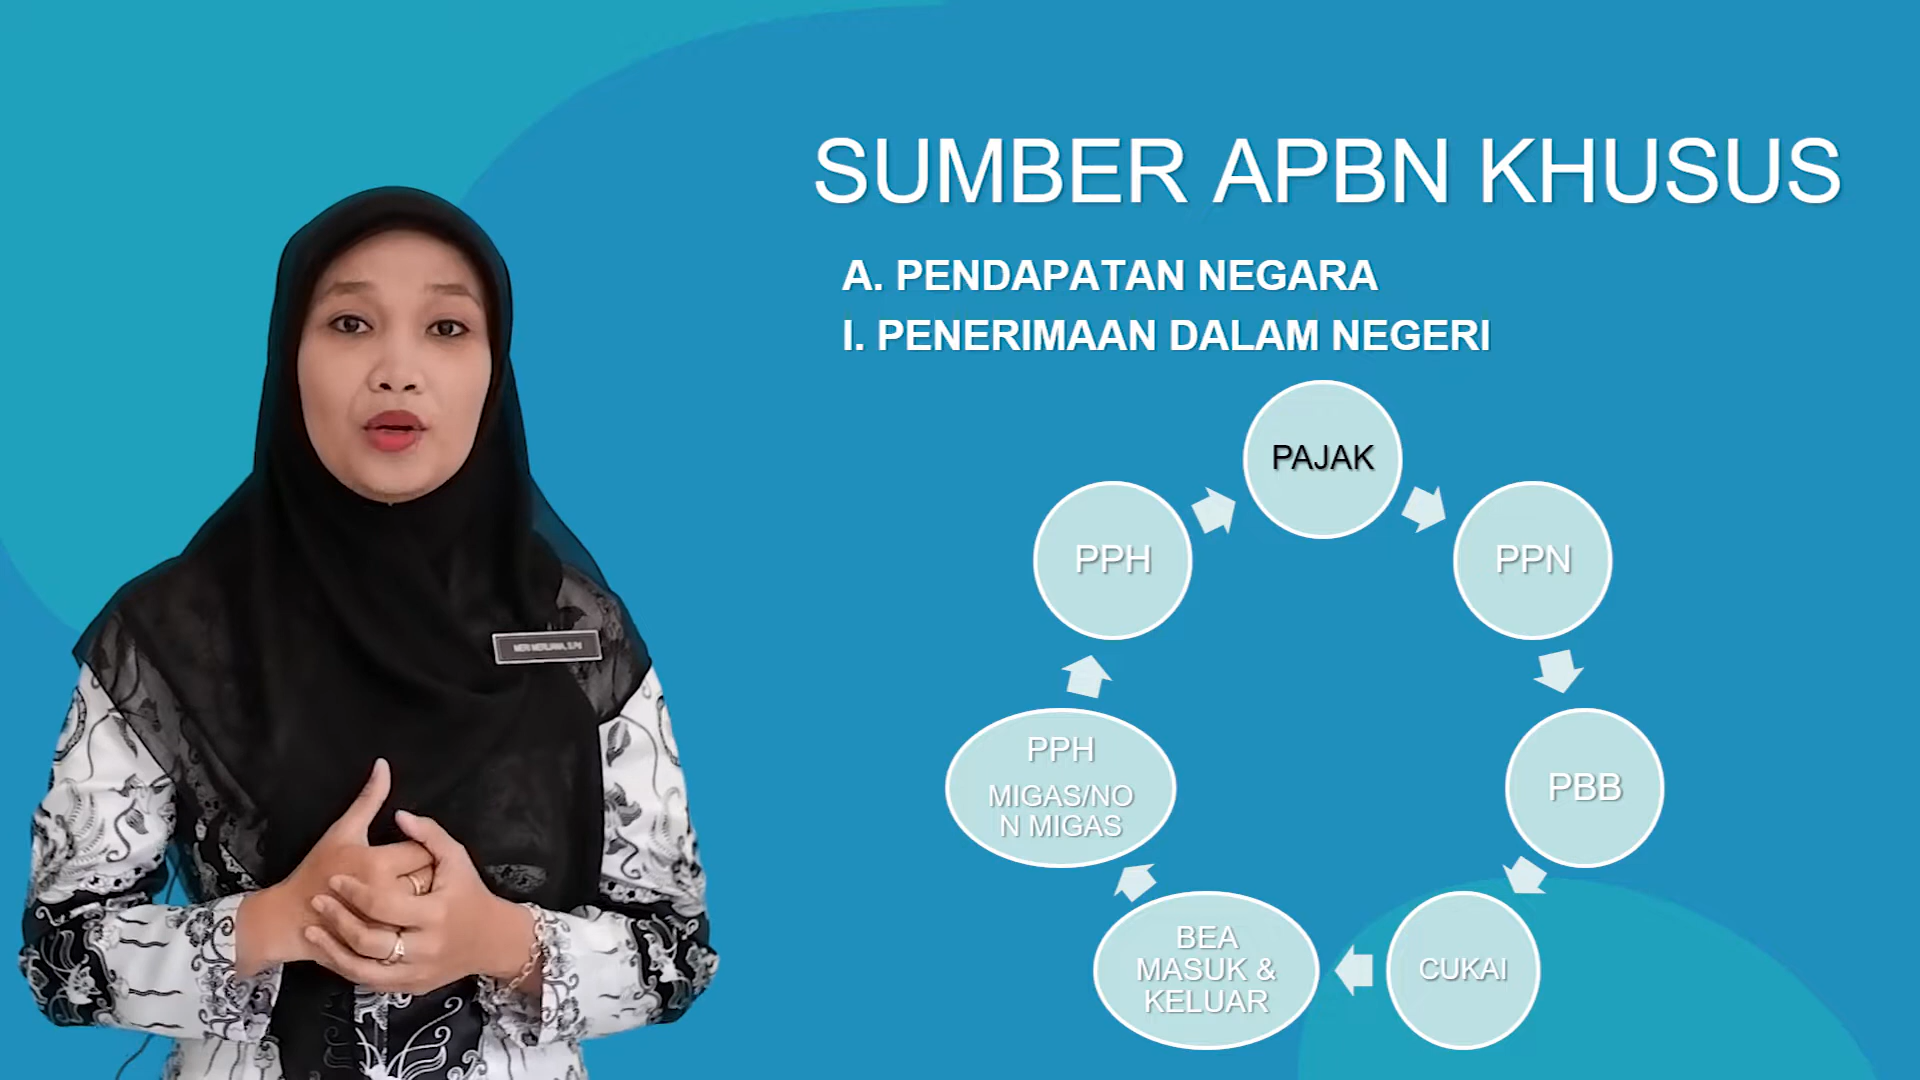 SUMBER APBN KHUSUS
A. PENDAPATAN NEGARA
I. PENERIMAAN DALAM NEGERI
PAJAK
PPN
PBB
CUKAI
BEA
MASUK &
KELUAR
PPH
MIGAS/NO
N MIGAS
PPH